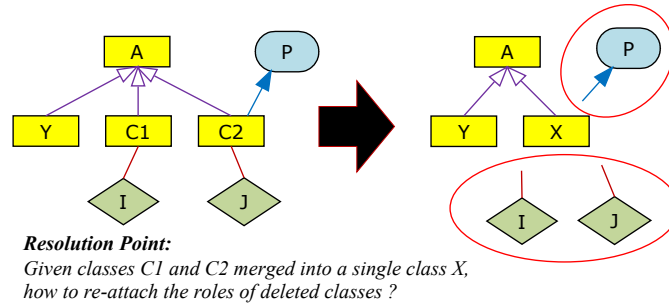 A
P
A
P
Y
C1
C2
Y
X
I
J
I
J
Resolution Point:
Given classes C1 and C2 merged into a single class X,
how to re-attach the roles of deleted classes ?